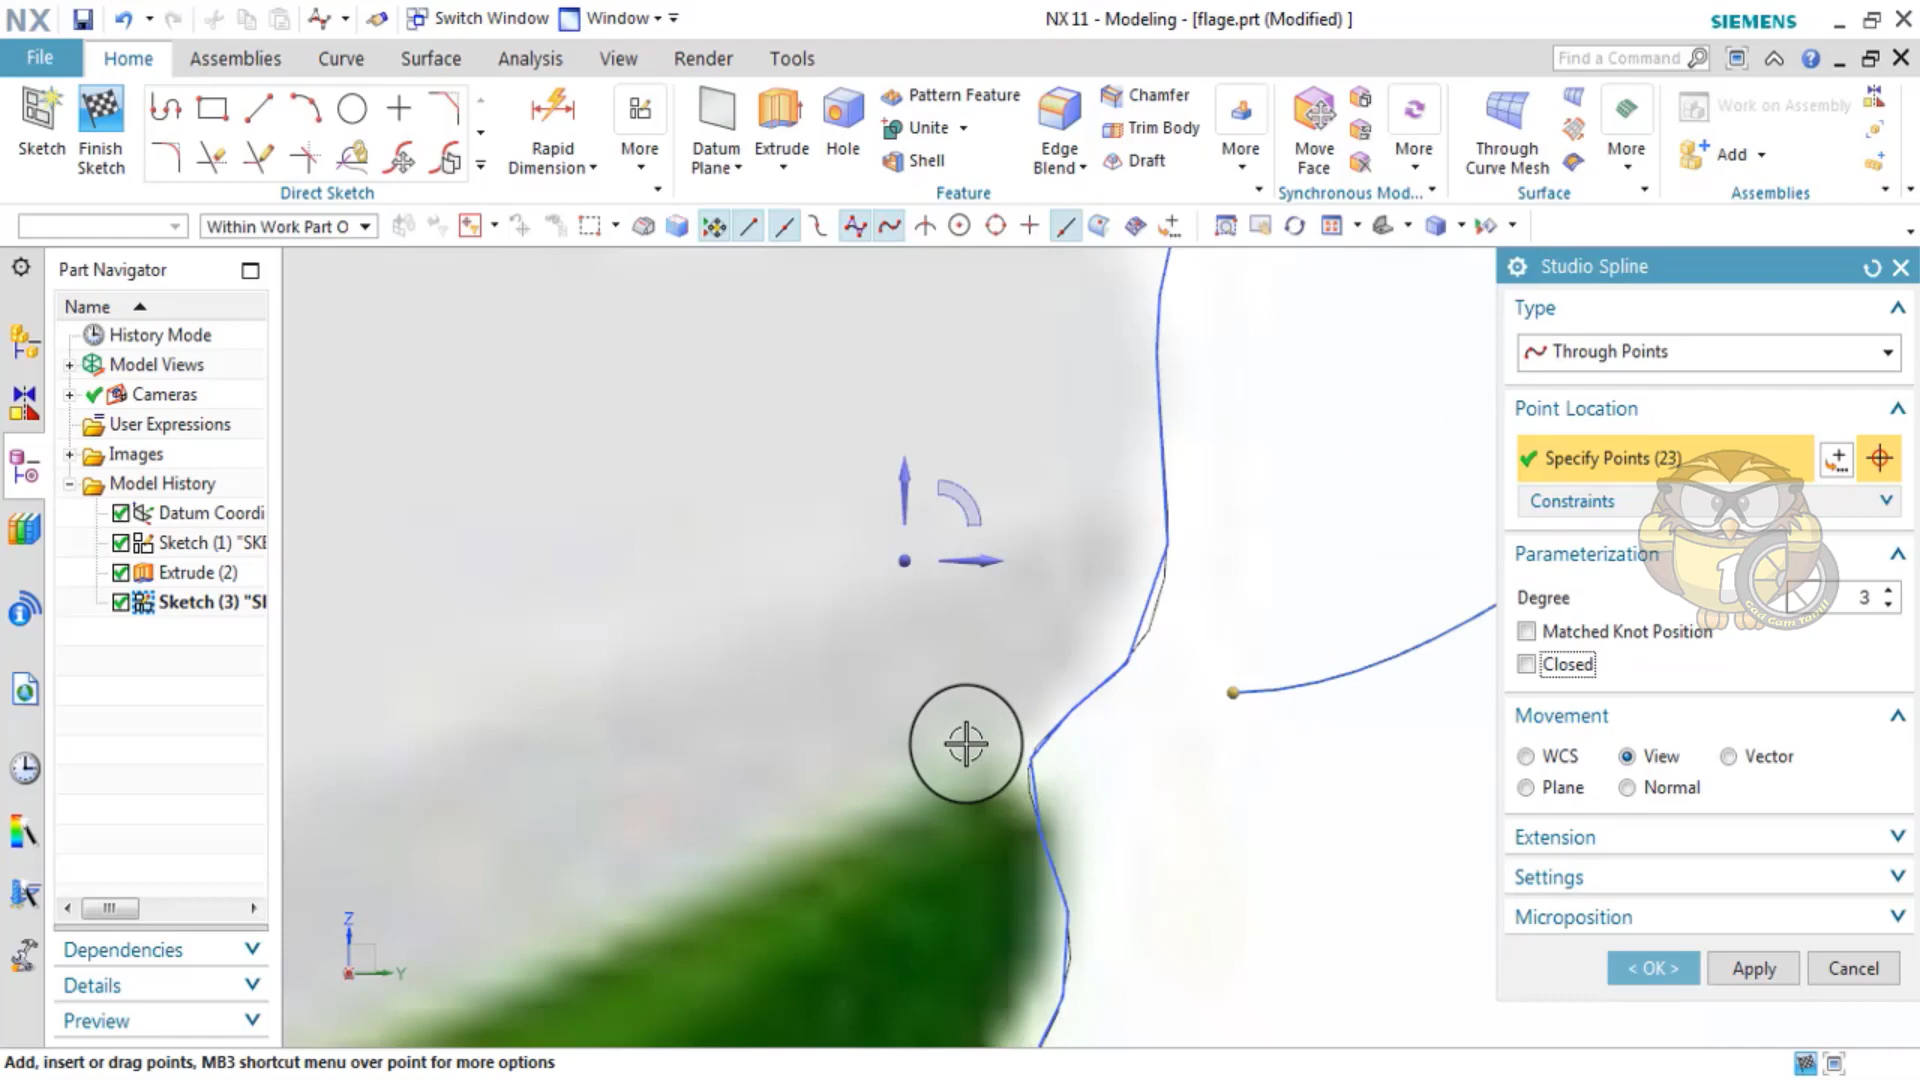 NX
Switch Window
Window
NX 11 - Modeling - [flage.prt (Modified) ]
SIEMENS
File
Home
Assemblies
Curve
Surface
Analysis
View
Render
Tools
Find a Command
Sketch
Finish
Sketch
Direct Sketch
Rapid
Dimension
More
Datum
Plane
Extrude
Hole
Pattern Feature
Unite
Shell
Edge
Blend
Chamfer
Trim Body
Draft
More
Feature
Move
Face
More
Synchronous Mod...
Through
Curve Mesh
More
Surface
Work on Assembly
Add
Assemblies
Within Work Part O
Part Navigator
Name
History Mode
Model Views
Cameras
User Expressions
Images
Model History
Datum Coordi
Sketch (1) "SKE
Extrude (2)
Sketch (3) "SI
Dependencies
Details
Preview
Z
Y
Studio Spline
Type
Through Points
Point Location
Specify Points (23)
Constraints
Parameterization
Degree
3
Matched Knot Position
Closed
Movement
WCS
View
Vector
Plane
Normal
Extension
Settings
Microposition
< OK >
Apply
Cancel
Add, insert or drag points, MB3 shortcut menu over point for more options